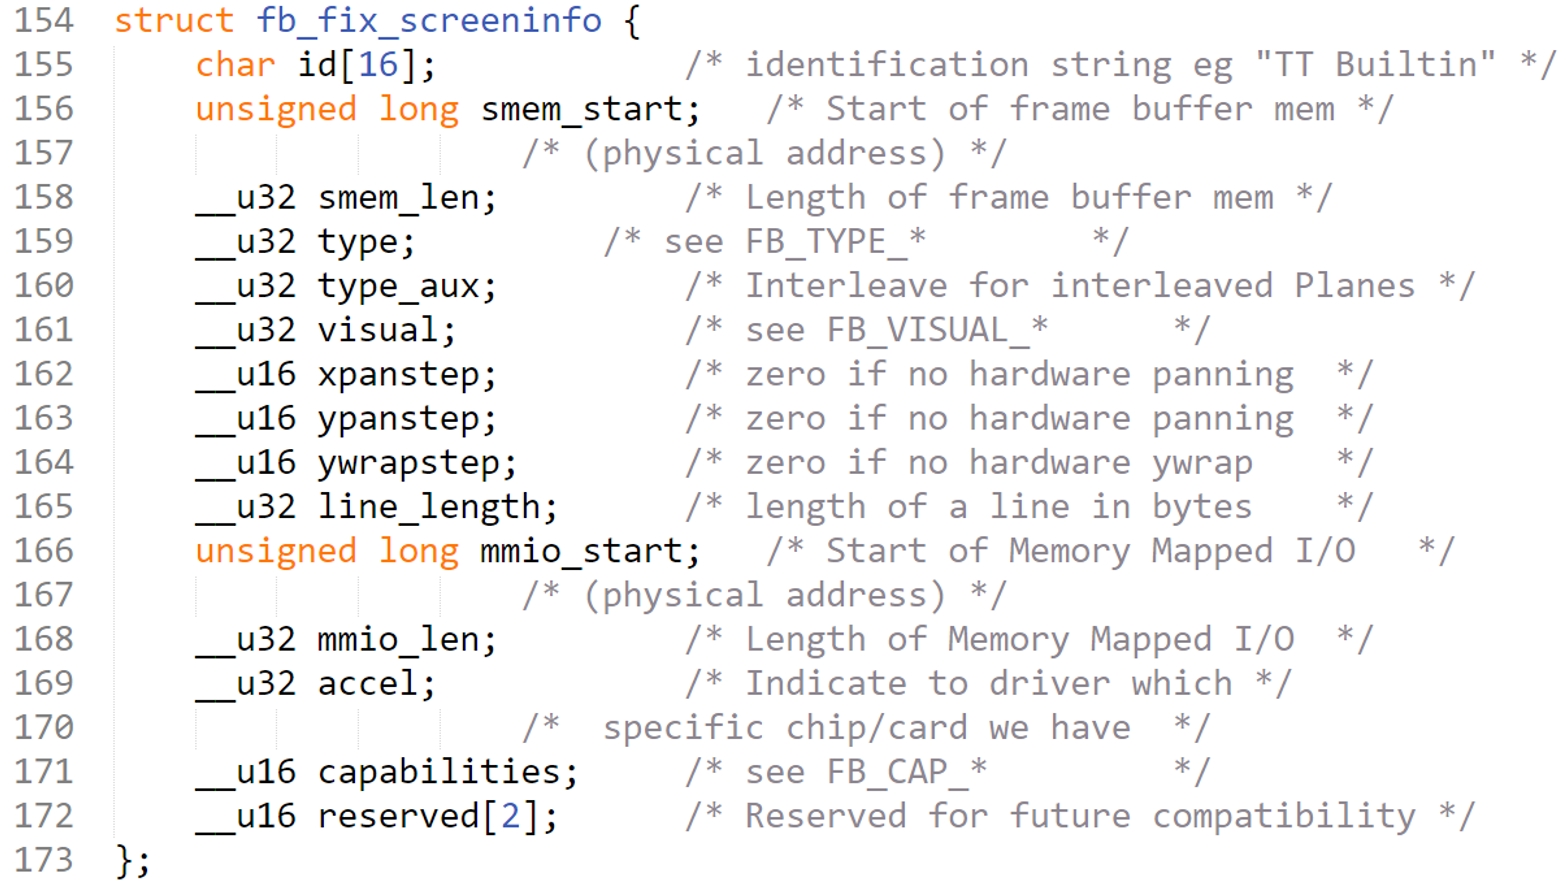 154 struct fb_fix_screeninfo {
155     char id[16];            /* identification string eg "TT Builtin" */
156     unsigned long smem_start;   /* Start of frame buffer mem */
157                     /* (physical address) */
158     __u32 smem_len;         /* Length of frame buffer mem */
159     __u32 type;         /* see FB_TYPE_*        */
160     __u32 type_aux;         /* Interleave for interleaved Planes */
161     __u32 visual;           /* see FB_VISUAL_*      */
162     __u16 xpanstep;         /* zero if no hardware panning  */
163     __u16 ypanstep;         /* zero if no hardware panning  */
164     __u16 ywrapstep;        /* zero if no hardware ywrap    */
165     __u32 line_length;      /* length of a line in bytes    */
166     unsigned long mmio_start;   /* Start of Memory Mapped I/O   */
167                     /* (physical address) */
168     __u32 mmio_len;         /* Length of Memory Mapped I/O  */
169     __u32 accel;            /* Indicate to driver which */
170                     /*  specific chip/card we have  */
171     __u16 capabilities;     /* see FB_CAP_*         */
172     __u16 reserved[2];      /* Reserved for future compatibility */
173 };